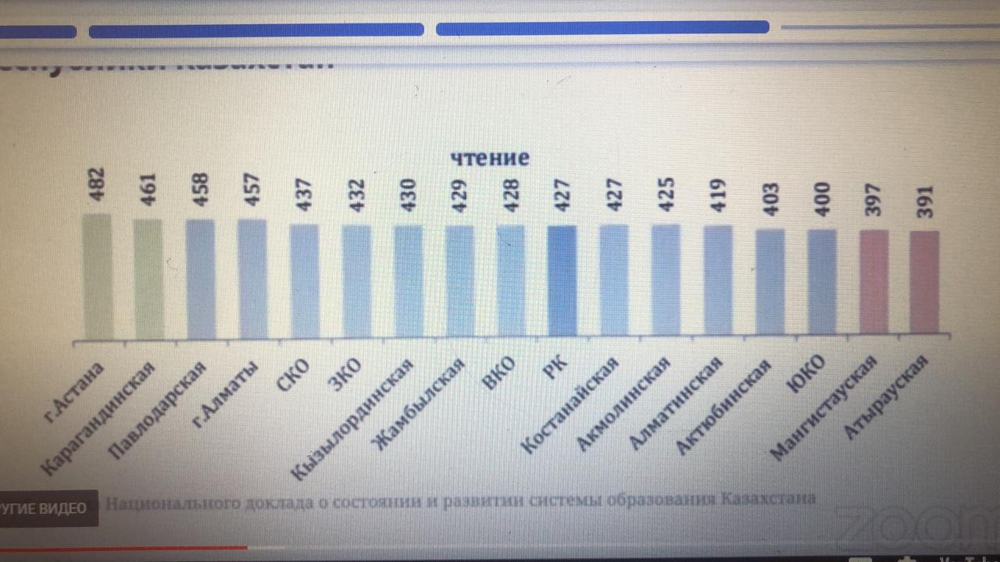 Республики Казахстан
чтение
482 461 458 457 437 432 430 429 428 427 427 425 419 403 400 397 391
г.Астана Карагандинская Павлодарская г.Алматы СКО ЗКО Кызылординская Жамбылская ВКО РК Костанайская Акмолинская Алматинская Актюбинская ЮКО Мангистауская Атырауская
Национального доклада о состоянии и развитии системы образования Казахстана
УГИЕ ВИДЕО
zoom